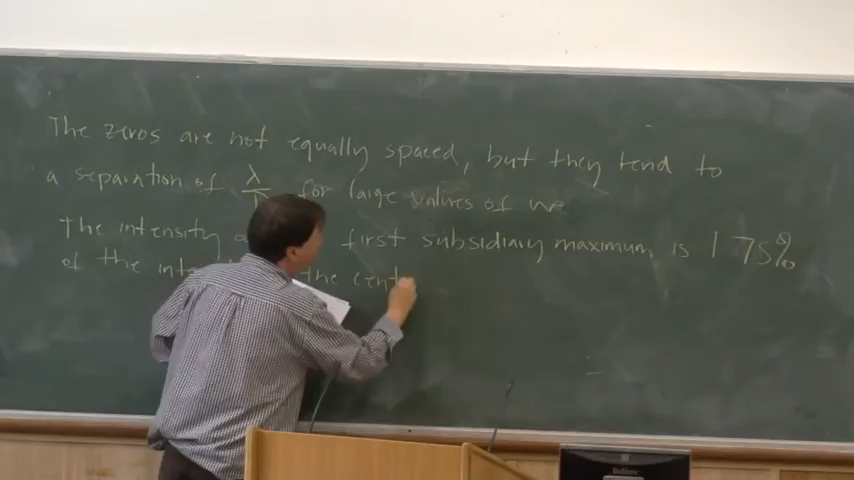 The zeros are not equally spaced, but they tend to
a separation of λ/ for large values of w
The intensity first subsidiary maximum is 1 75%
of the the cent